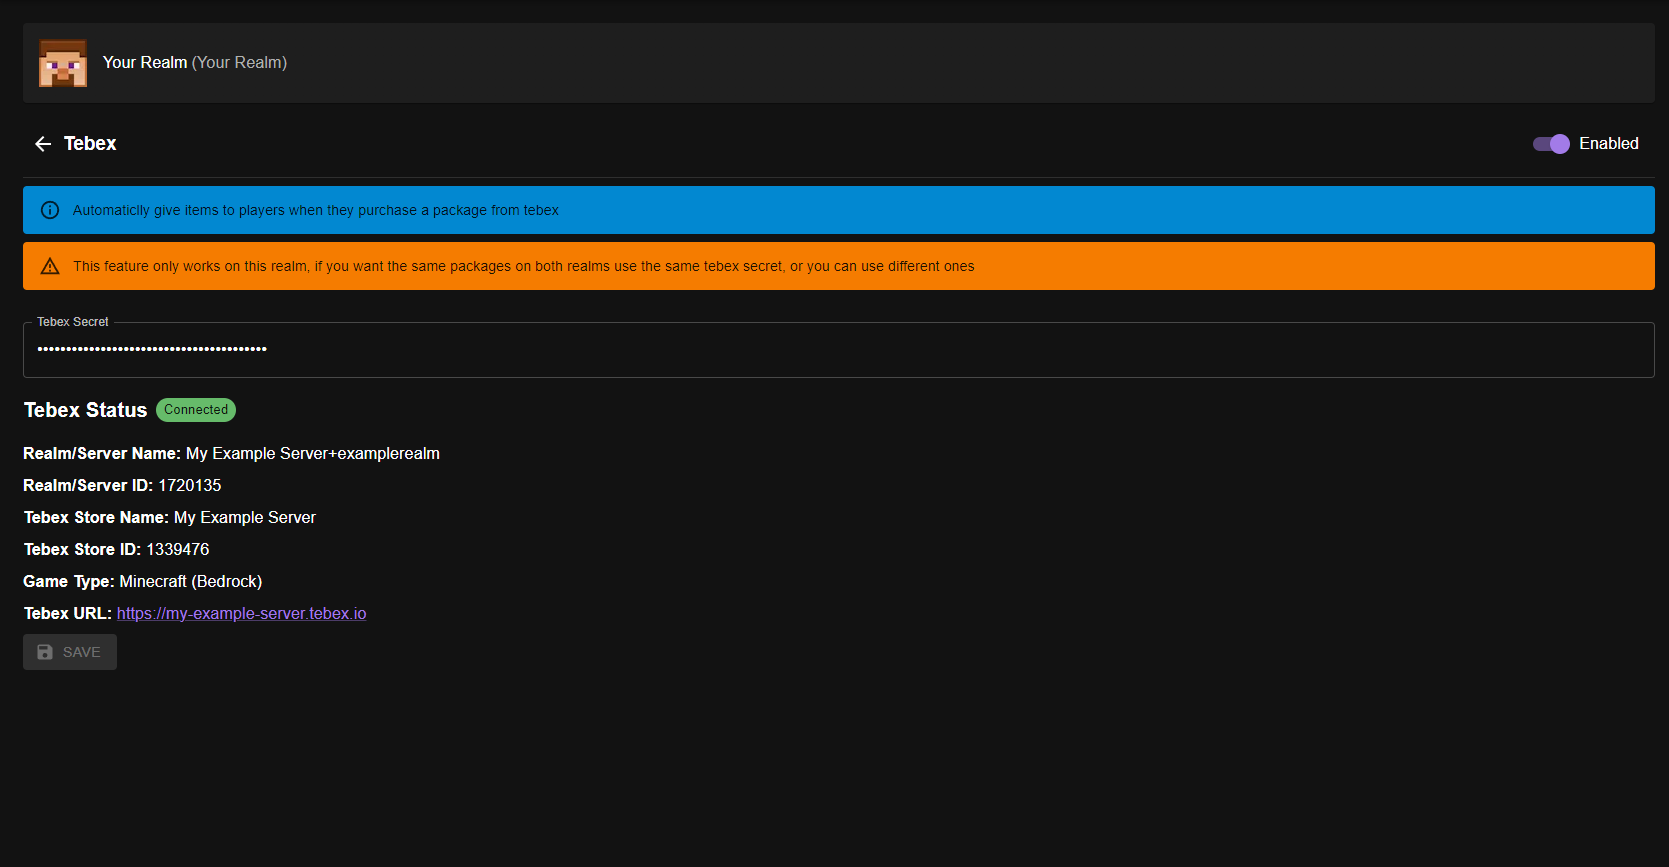 Your Realm (Your Realm)
Tebex
Enabled
Automaticlly give items to players when they purchase a package from tebex
This feature only works on this realm, if you want the same packages on both realms use the same tebex secret, or you can use different ones
Tebex Secret
••••••••••••••••••••••••••••••••••••••••
Tebex Status Connected
Realm/Server Name: My Example Server+examplerealm
Realm/Server ID: 1720135
Tebex Store Name: My Example Server
Tebex Store ID: 1339476
Game Type: Minecraft (Bedrock)
Tebex URL: https://my-example-server.tebex.io
SAVE